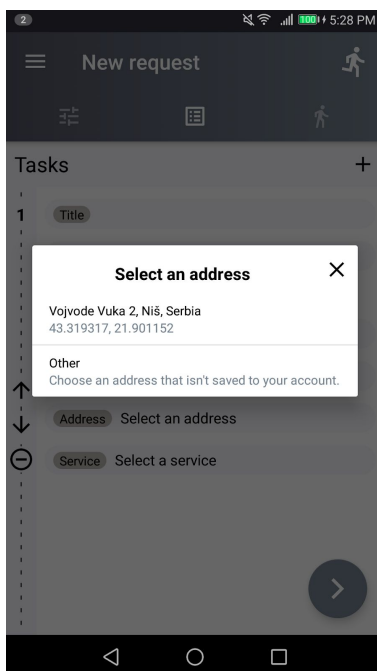 2
100
5:28 PM
New request
Tasks
1
Title
Select an address
Vojvode Vuka 2, Niš, Serbia
43.319317, 21.901152
Other
Choose an address that isn't saved to your account.
Address Select an address
Service Select a service